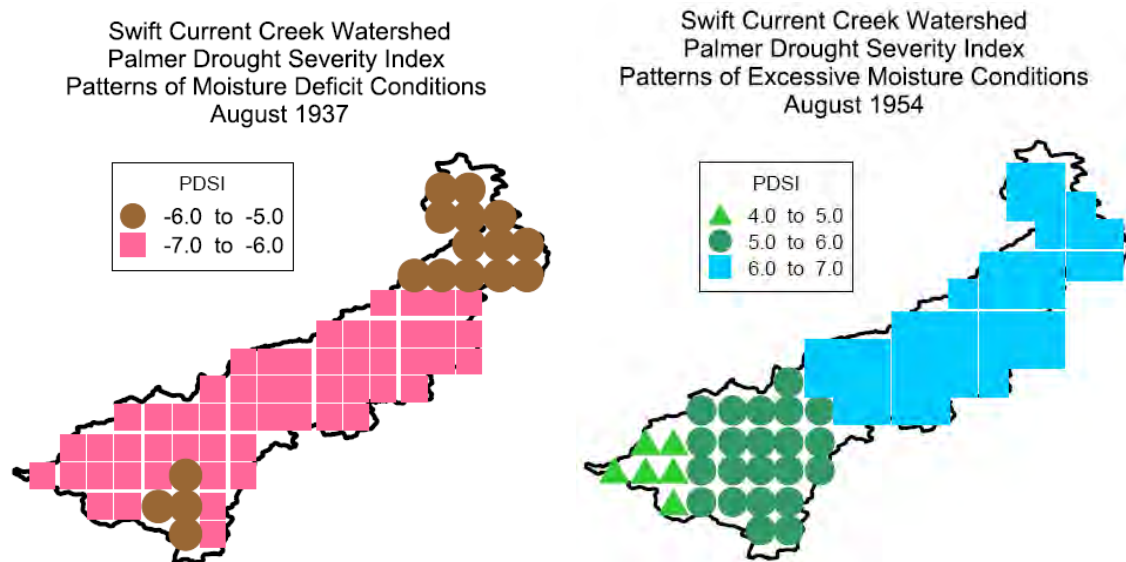 Swift Current Creek Watershed
Palmer Drought Severity Index
Patterns of Moisture Deficit Conditions
August 1937
PDSI
-6.0 to -5.0
-7.0 to -6.0
Swift Current Creek Watershed
Palmer Drought Severity Index
Patterns of Excessive Moisture Conditions
August 1954
PDSI
4.0 to 5.0
5.0 to 6.0
6.0 to 7.0